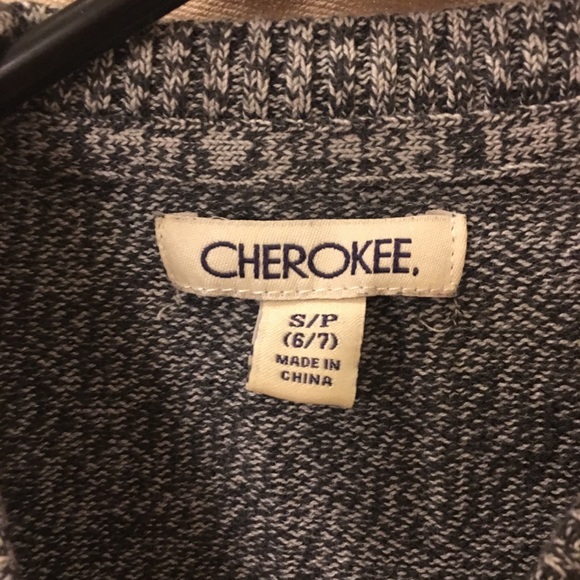 CHEROKEE.
S/P
(6/7)
MADE IN
CHINA